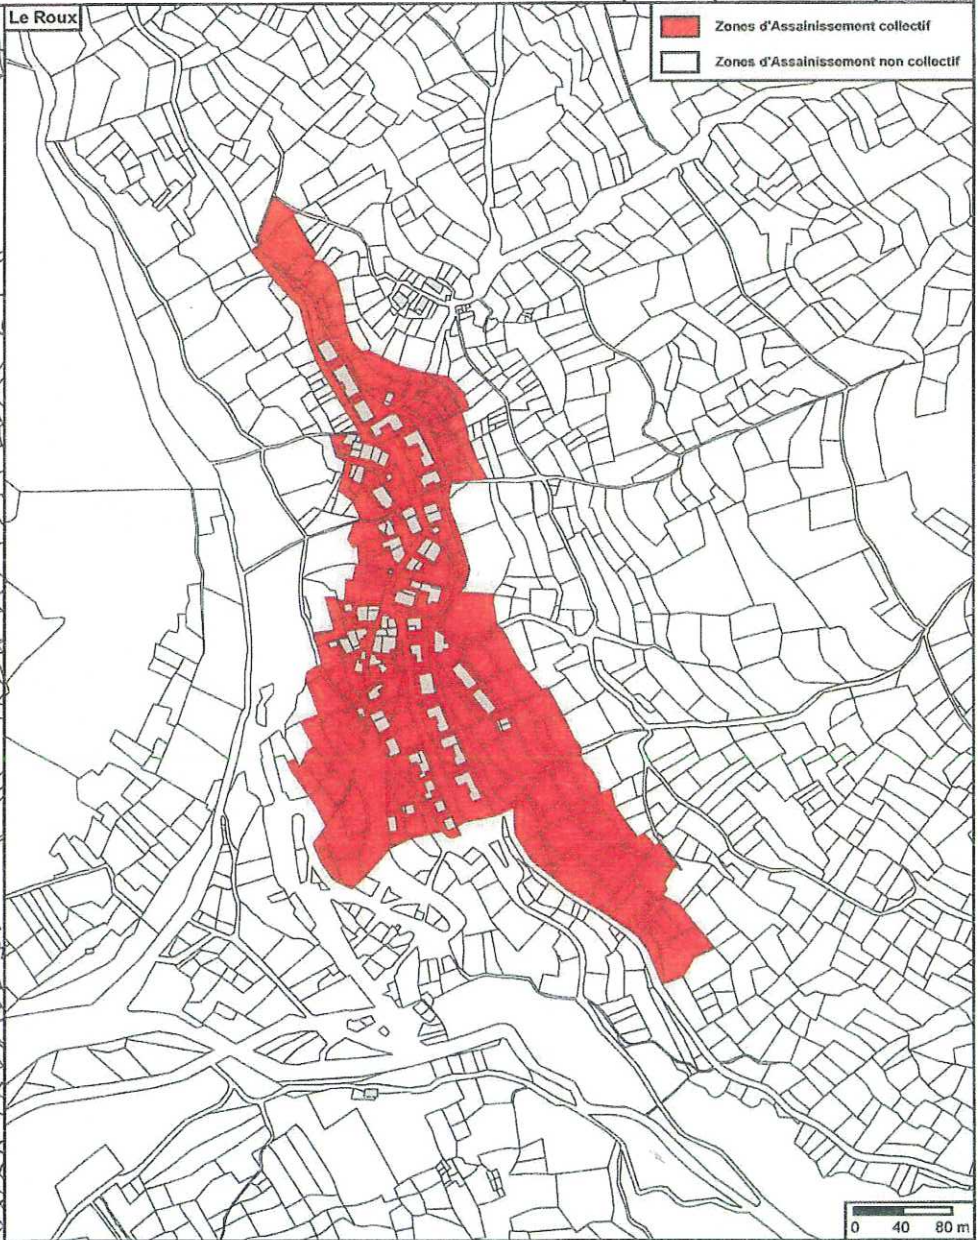 Le Roux
Zones d'Assainissement collectif
Zones d'Assainissement non collectif
0 40 80 m